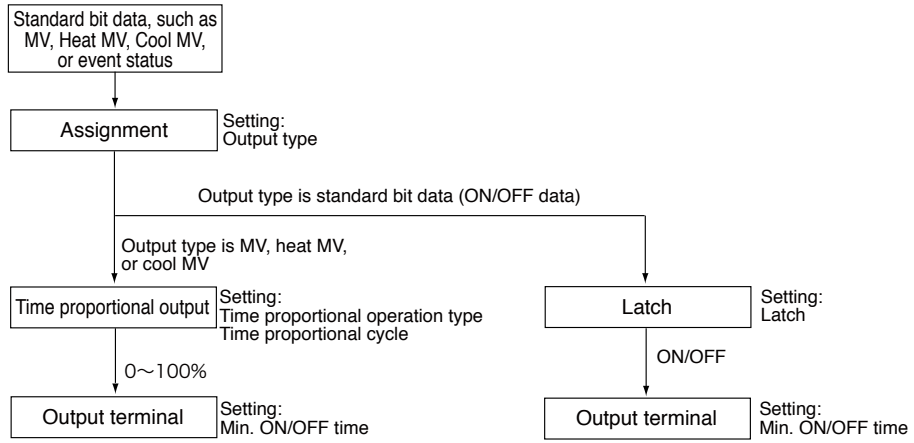 Standard bit data, such as
MV, Heat MV, Cool MV,
or event status
Assignment
Setting:
Output type
Output type is standard bit data (ON/OFF data)
Output type is MV, heat MV,
or cool MV
Time proportional output
Setting:
Time proportional operation type
Time proportional cycle
Latch
Setting:
Latch
0～100%
ON/OFF
Output terminal
Setting:
Min. ON/OFF time
Output terminal
Setting:
Min. ON/OFF time